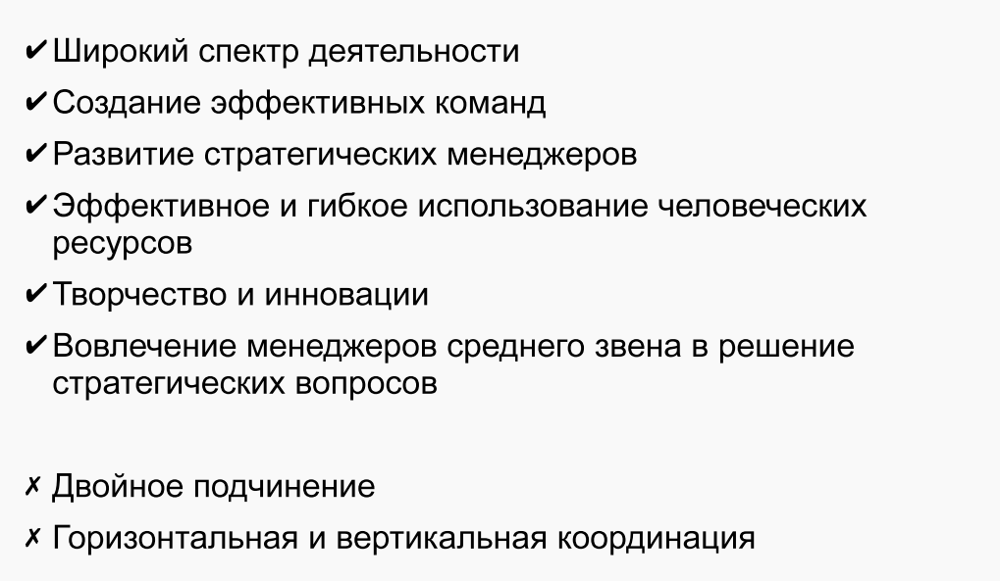 ✔Широкий спектр деятельности
✔Создание эффективных команд
✔Развитие стратегических менеджеров
✔Эффективное и гибкое использование человеческих
ресурсов
✔Творчество и инновации
✔Вовлечение менеджеров среднего звена в решение
стратегических вопросов
✗ Двойное подчинение
✗ Горизонтальная и вертикальная координация